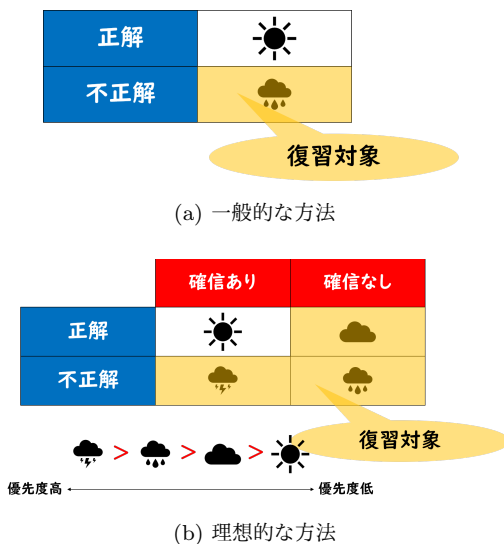 正解
不正解
復習対象
(a) 一般的な方法
確信あり 確信なし
正解
不正解
復習対象
> > >
優先度高 優先度低
(b) 理想的な方法